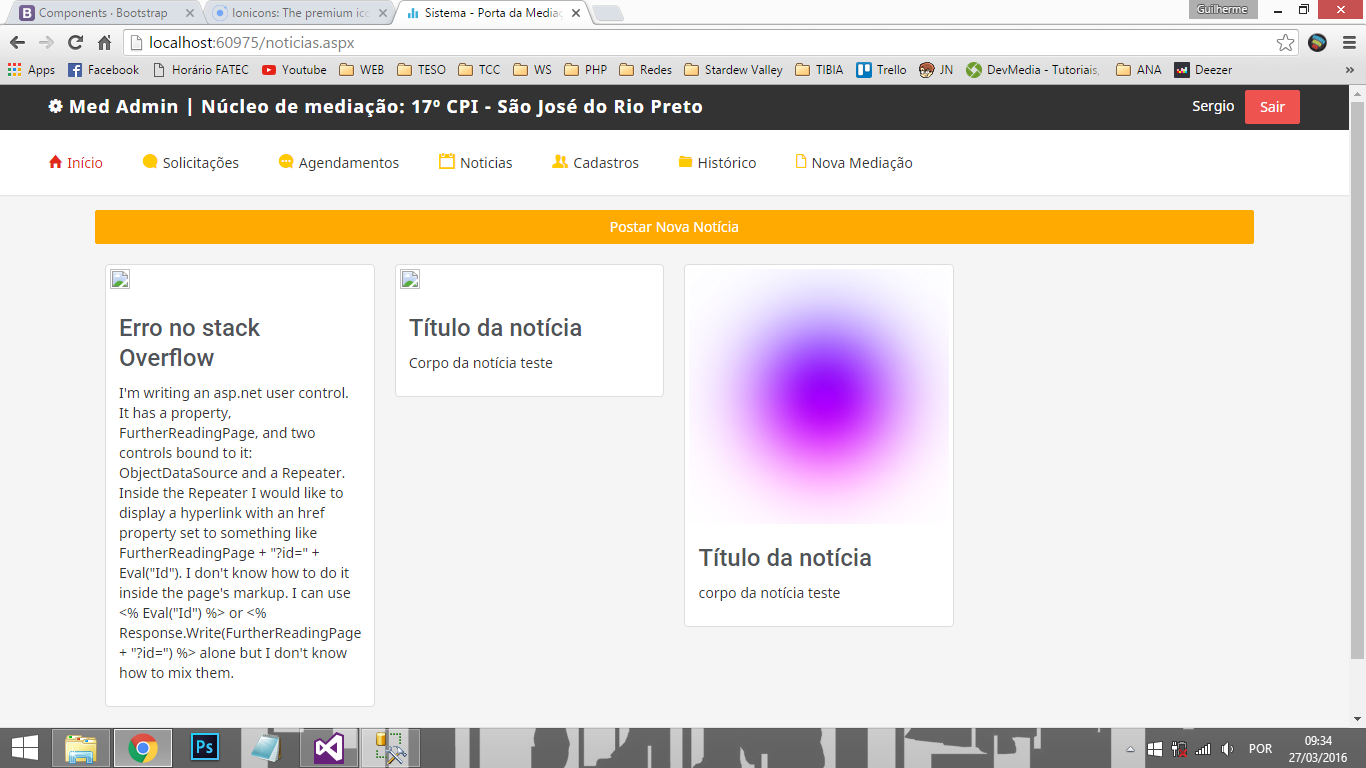 Components · Bootstrap
Ionicons: The premium ico
Sistema - Porta da Mediaç
Guilherme
localhost:60975/noticias.aspx
Apps
Facebook
Horário FATEC
Youtube
WEB
TESO
TCC
WS
PHP
Redes
Stardew Valley
TIBIA
Trello
JN
DevMedia - Tutoriais,
ANA
Deezer
»
Med Admin | Núcleo de mediação: 17º CPI - São José do Rio Preto
Sergio
Sair
Início
Solicitações
Agendamentos
Noticias
Cadastros
Histórico
Nova Mediação
Postar Nova Notícia
Erro no stack
Overflow
I'm writing an asp.net user control.
It has a property,
FurtherReadingPage, and two
controls bound to it:
ObjectDataSource and a Repeater.
Inside the Repeater I would like to
display a hyperlink with an href
property set to something like
FurtherReadingPage + "?id=" +
Eval("Id"). I don't know how to do it
inside the page's markup. I can use
<% Eval("Id") %> or <%
Response.Write(FurtherReadingPage
+ "?id=") %> alone but I don't know
how to mix them.
Título da notícia
Corpo da notícia teste
Título da notícia
corpo da notícia teste
Ps
POR
09:34
27/03/2016